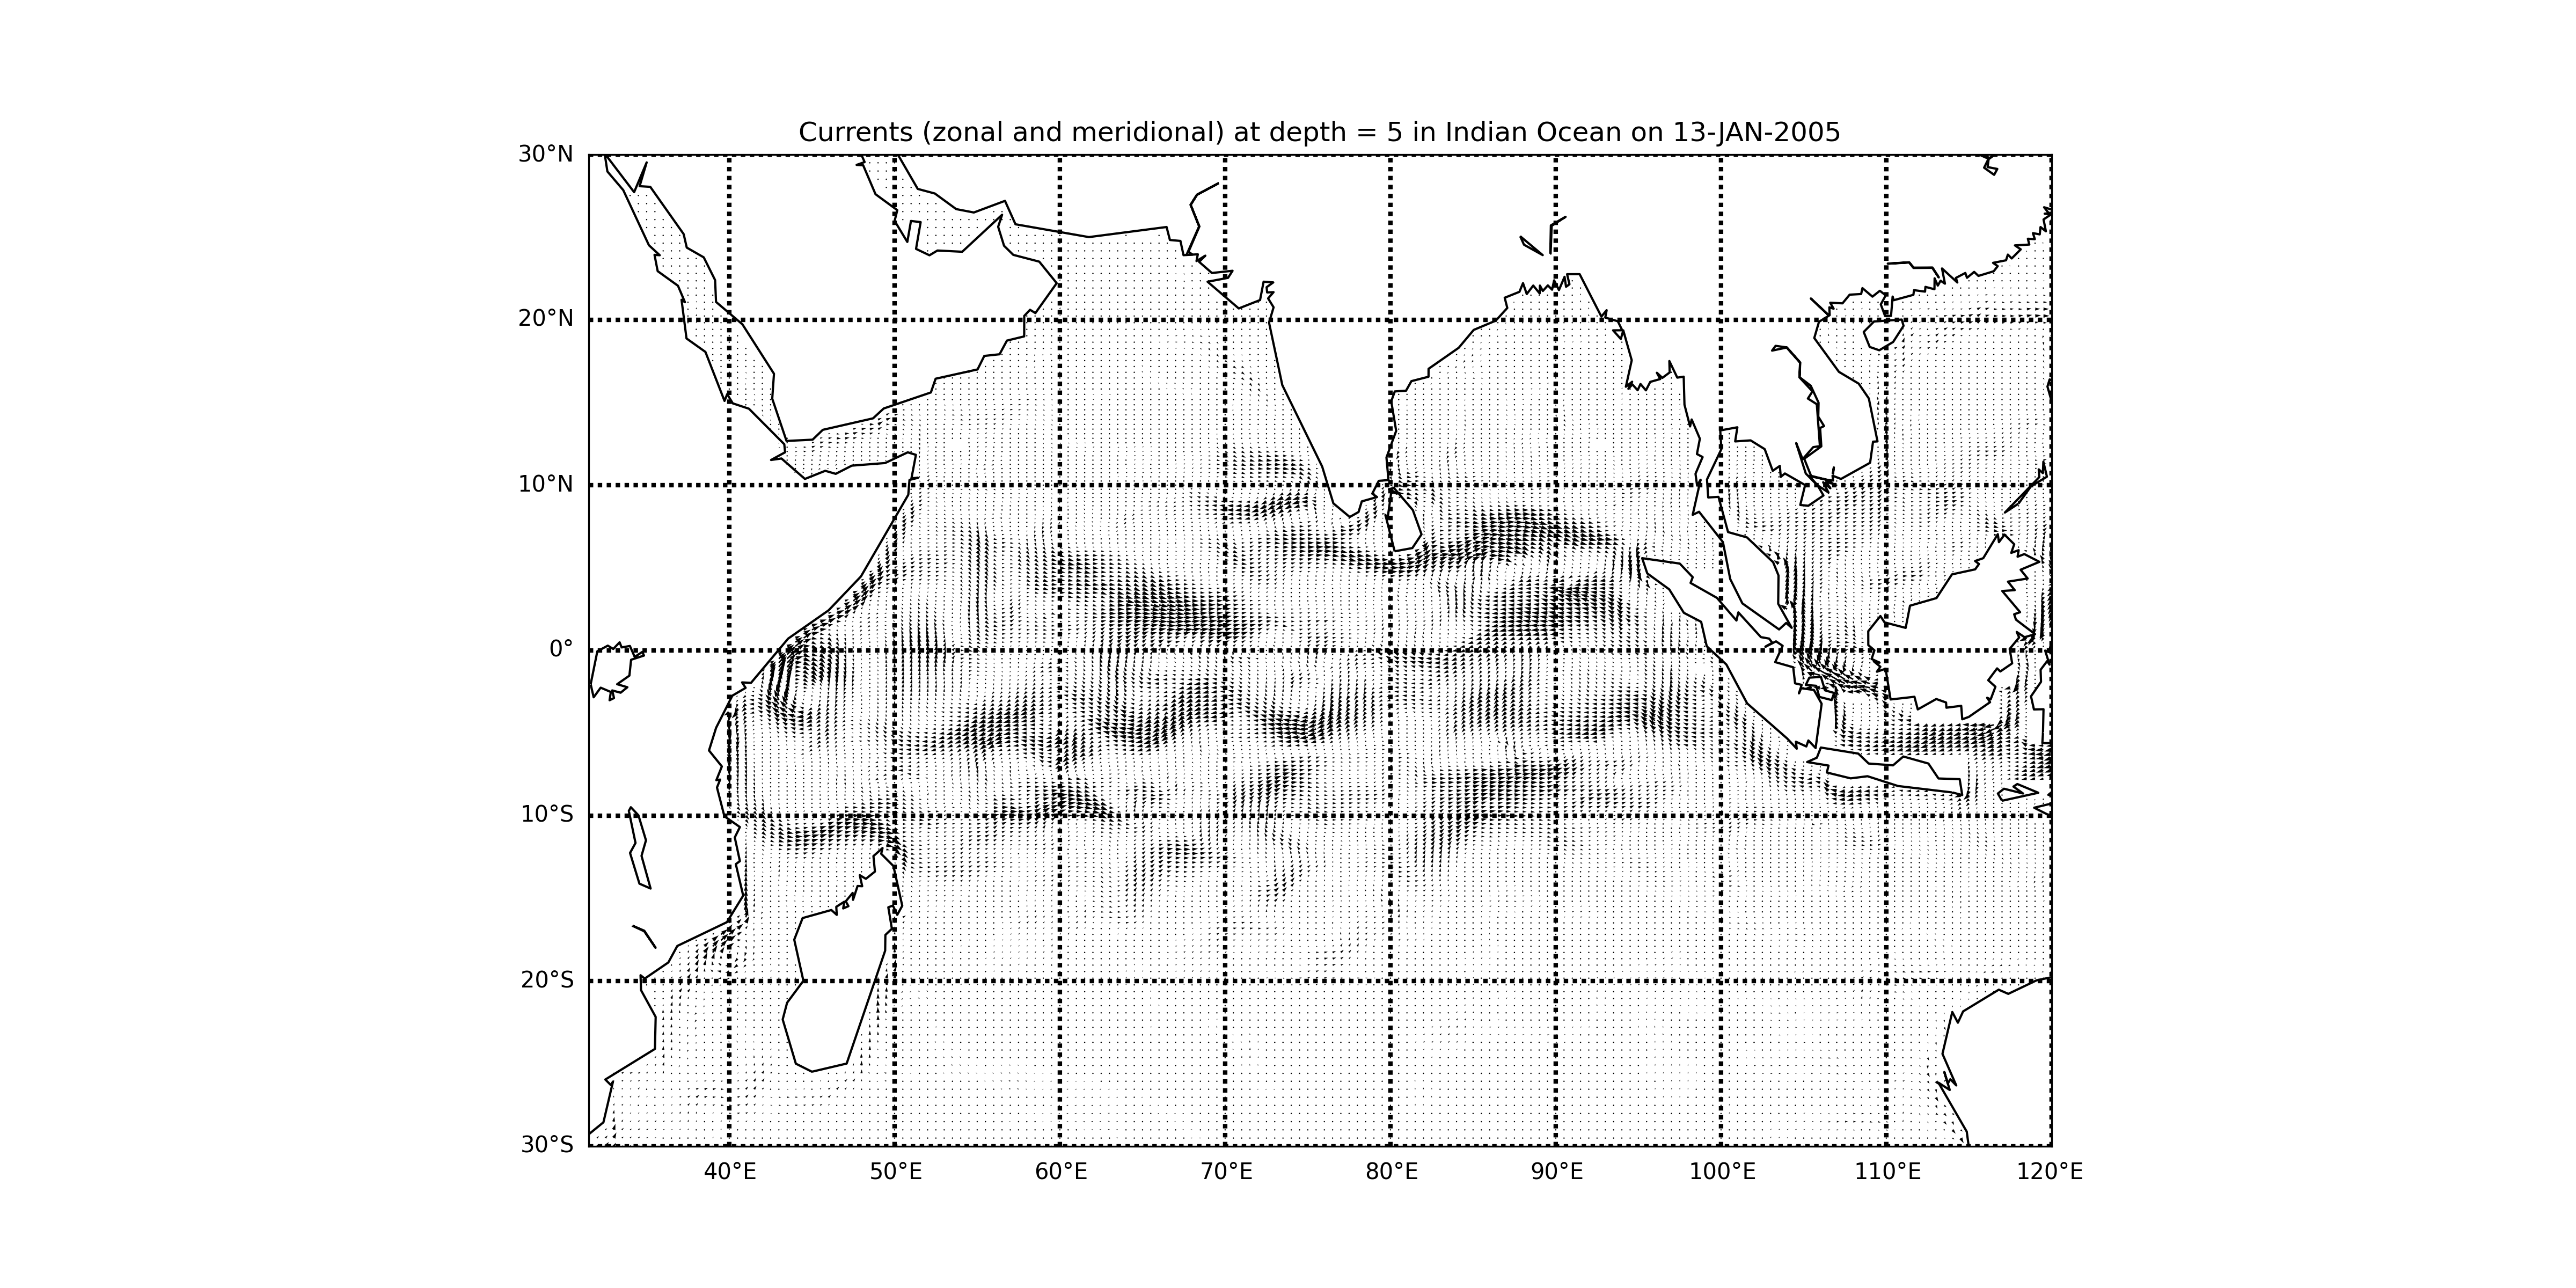 Currents (zonal and meridional) at depth = 5 in Indian Ocean on 13-JAN-2005
30°N
20°N
10°N
0°
10°S
20°S
30°S
40°E 50°E 60°E 70°E 80°E 90°E 100°E 110°E 120°E